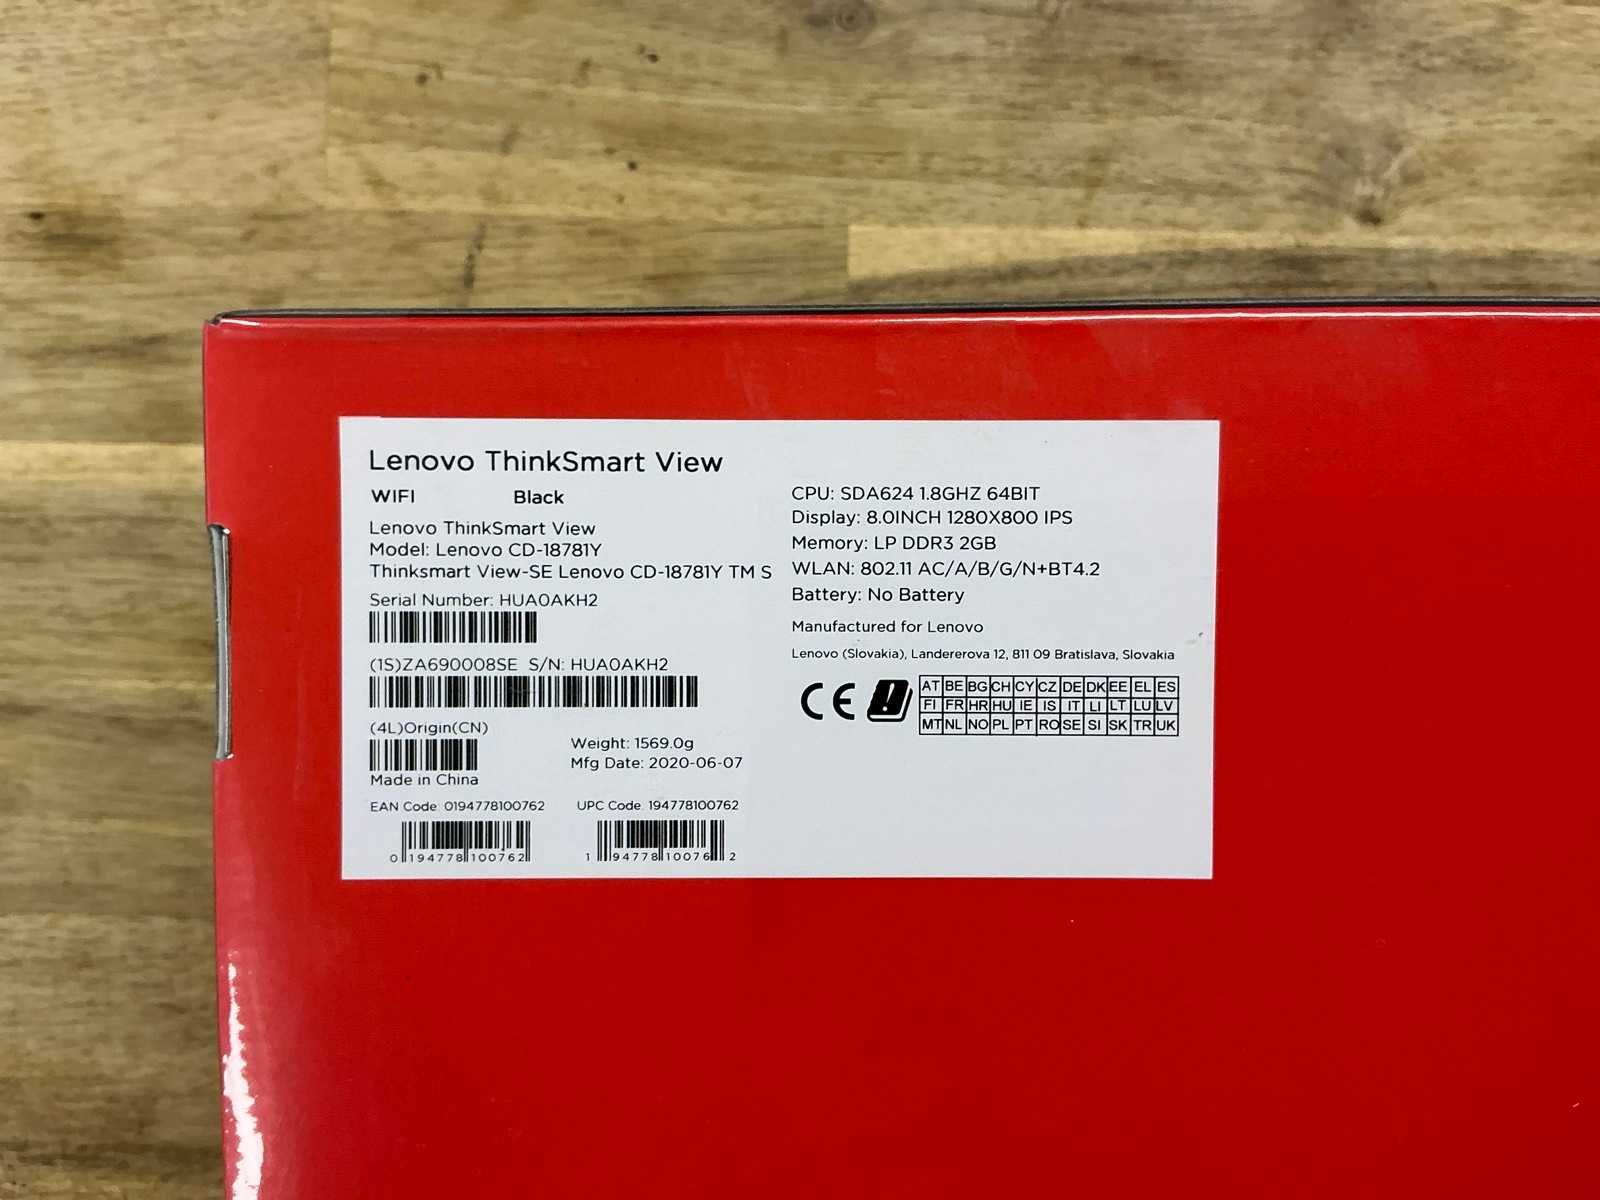 Lenovo ThinkSmart View
WIFI Black
Lenovo ThinkSmart View
Model: Lenovo CD-18781Y
Thinksmart View-SE Lenovo CD-18781Y TM S
Serial Number: HUA0AKH2
(1S)ZA690008SE S/N: HUA0AKH2
(4L)Origin(CN)
Made in China
Weight: 1569.0g
Mfg Date: 2020-06-07
EAN Code: 0194778100762
UPC Code: 194778100762
0 194778 100762
1 94778 10076 2
CPU: SDA624 1.8GHZ 64BIT
Display: 8.0INCH 1280X800 IPS
Memory: LP DDR3 2GB
WLAN: 802.11 AC/A/B/G/N+BT4.2
Battery: No Battery
Manufactured for Lenovo
Lenovo (Slovakia), Landererova 12, 811 09 Bratislava, Slovakia
CE
AT BE BG CH CY CZ DE DK EE EL ES
FI FR HR HU IE IS IT LI LT LU LV
MT NL NO PL PT RO SE SI SK TR UK